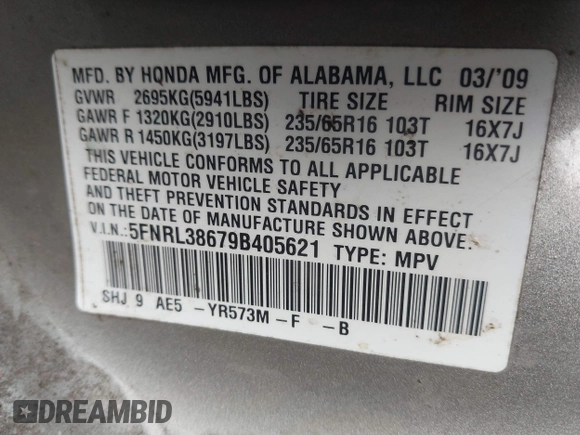 MFD. BY HONDA MFG. OF ALABAMA, LLC 03/'09
GVWR 2695KG(5941LBS) TIRE SIZE RIM SIZE
GAWR F 1320KG(2910LBS) 235/65R16 103T 16X7J
GAWR R 1450KG(3197LBS) 235/65R16 103T 16X7J
THIS VEHICLE CONFORMS TO ALL APPLICABLE
FEDERAL MOTOR VEHICLE SAFETY
AND THEFT PREVENTION STANDARDS IN EFFECT
ON THE DATE OF MANUFACTURE SHOWN ABOVE.
V.I.N.: 5FNRL38679B405621 TYPE: MPV
SHJ 9 AE5 -YR573M -F -B
DREAMBID